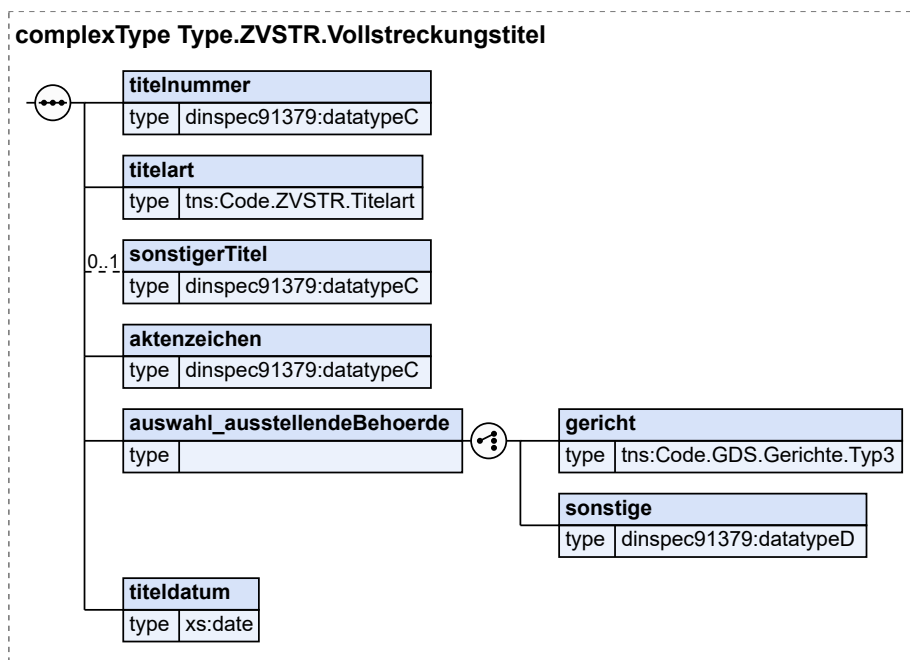 complexType Type.ZVSTR.Vollstreckungstitel
titelnummer
type dinspec91379:datatypeC
titelart
type tns:Code.ZVSTR.Titelart
0..1
sonstigerTitel
type dinspec91379:datatypeC
aktenzeichen
type dinspec91379:datatypeC
auswahl_ausstellendeBehoerde
type
gericht
type tns:Code.GDS.Gerichte.Typ3
sonstige
type dinspec91379:datatypeD
titeldatum
type xs:date